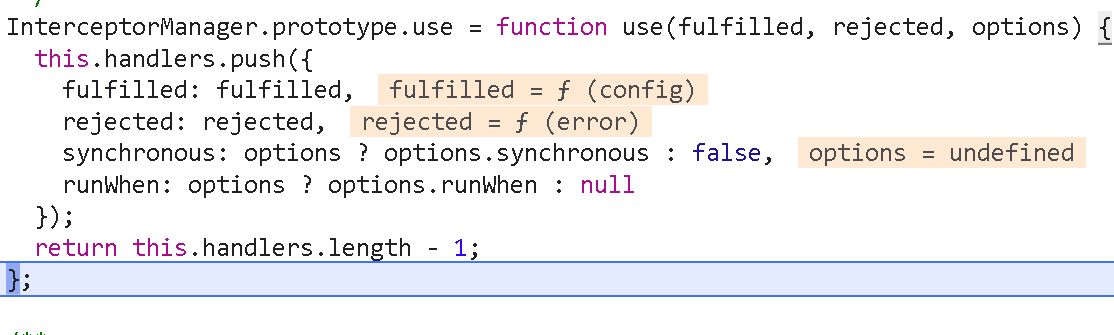 InterceptorManager.prototype.use = function use(fulfilled, rejected, options) {
  this.handlers.push({
    fulfilled: fulfilled,  fulfilled = ƒ (config)
    rejected: rejected,  rejected = ƒ (error)
    synchronous: options ? options.synchronous : false,  options = undefined
    runWhen: options ? options.runWhen : null
  });
  return this.handlers.length - 1;
};